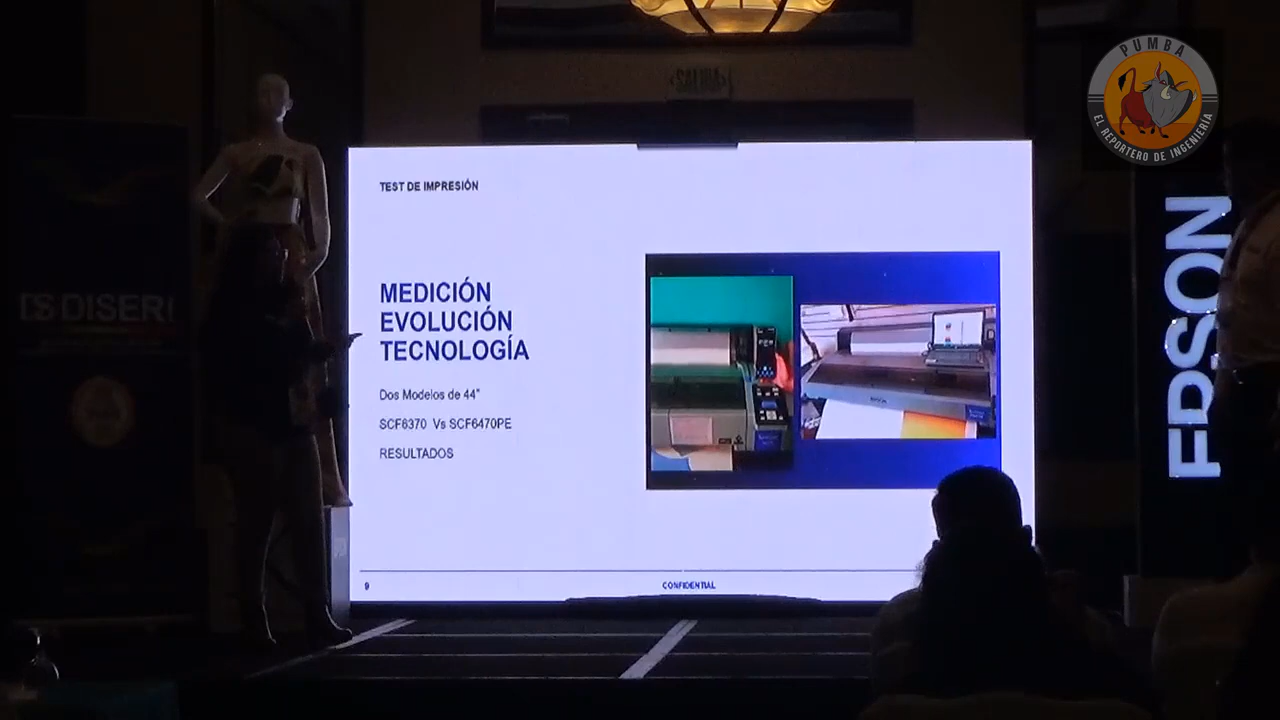 PUMBA
EL REPORTERO DE INGENIERÍA
SALIDA
TEST DE IMPRESIÓN
MEDICIÓN
EVOLUCIÓN
TECNOLOGÍA
Dos Modelos de 44"
SCF6370 Vs SCF6470PE
RESULTADOS
9
CONFIDENTIAL
EPSON